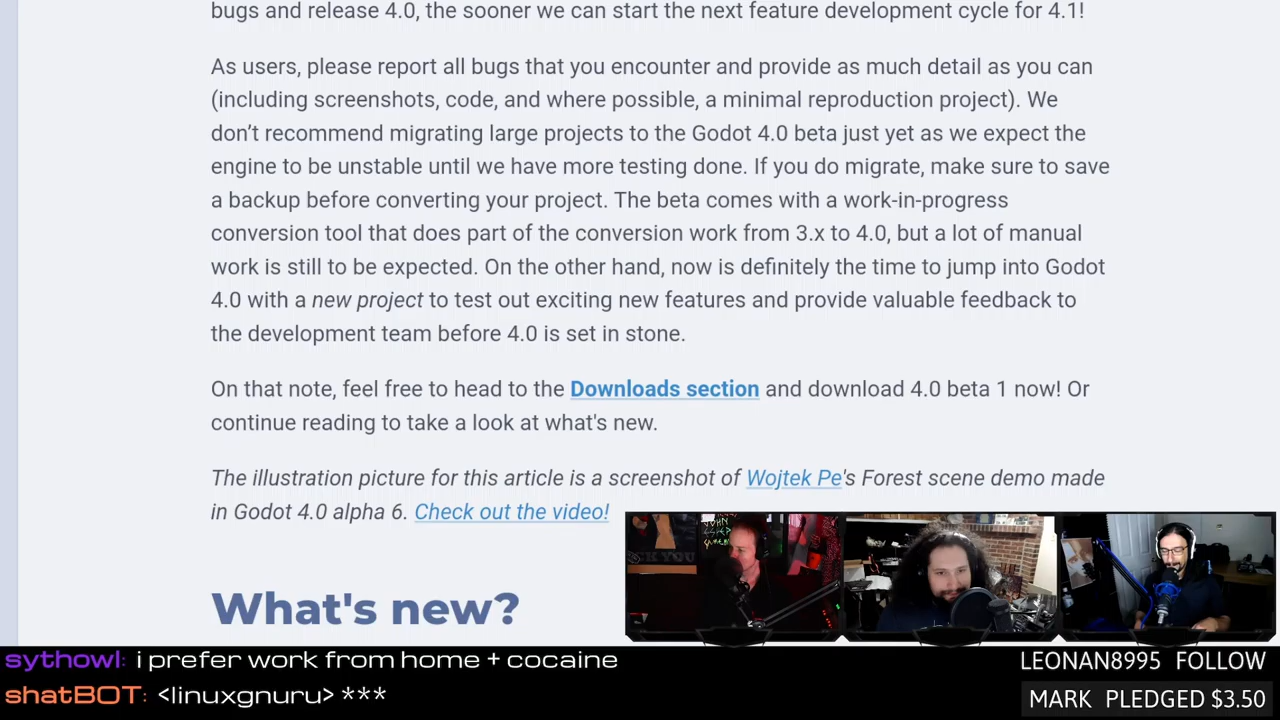 bugs and release 4.0, the sooner we can start the next feature development cycle for 4.1!
As users, please report all bugs that you encounter and provide as much detail as you can
(including screenshots, code, and where possible, a minimal reproduction project). We
don’t recommend migrating large projects to the Godot 4.0 beta just yet as we expect the
engine to be unstable until we have more testing done. If you do migrate, make sure to save
a backup before converting your project. The beta comes with a work-in-progress
conversion tool that does part of the conversion work from 3.x to 4.0, but a lot of manual
work is still to be expected. On the other hand, now is definitely the time to jump into Godot
4.0 with a new project to test out exciting new features and provide valuable feedback to
the development team before 4.0 is set in stone.
On that note, feel free to head to the Downloads section and download 4.0 beta 1 now! Or
continue reading to take a look at what's new.
The illustration picture for this article is a screenshot of Wojtek Pe's Forest scene demo made
in Godot 4.0 alpha 6. Check out the video!
What's new?
sythowl: i prefer work from home + cocaine
shatBOT: <linuxgnuru> ***
LEONAN8995 FOLLOW
MARK PLEDGED $3.50